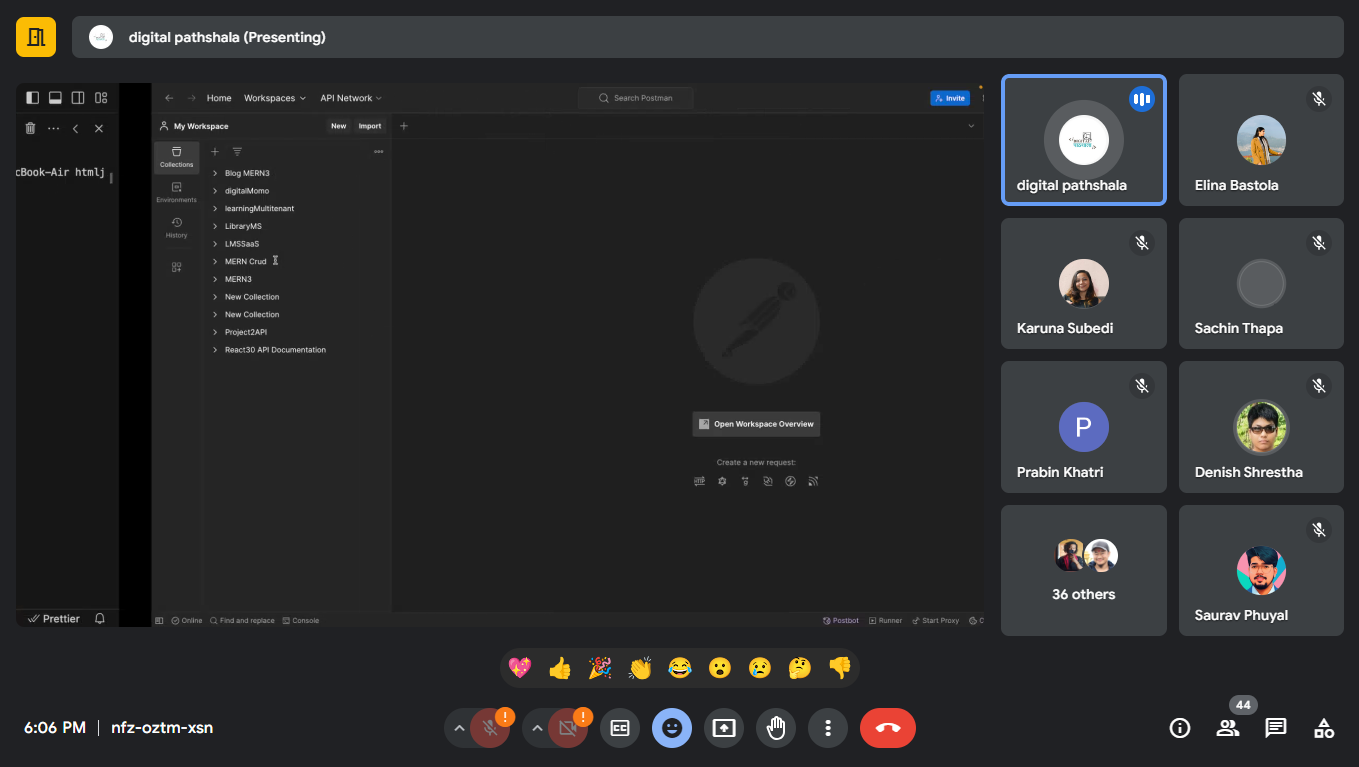 digital pathshala (Presenting)
Home Workspaces API Network
Search Postman
Invite
My Workspace
New Import
cBook-Air htmlj
Collections
Environments
History
Blog MERN3
digitalMomo
learningMultitenant
LibraryMS
LMSSaaS
MERN Crud
MERN3
New Collection
New Collection
Project2API
React30 API Documentation
Open Workspace Overview
Create a new request:
Prettier
Online Find and replace Console
Postbot Runner Start Proxy C
digital pathshala
Elina Bastola
Karuna Subedi
Sachin Thapa
P
Prabin Khatri
Denish Shrestha
36 others
Saurav Phuyal
6:06 PM | nfz-oztm-xsn
44